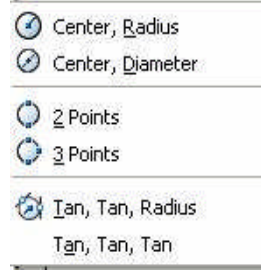 Center, Radius
Center, Diameter
2 Points
3 Points
Tan, Tan, Radius
Tan, Tan, Tan